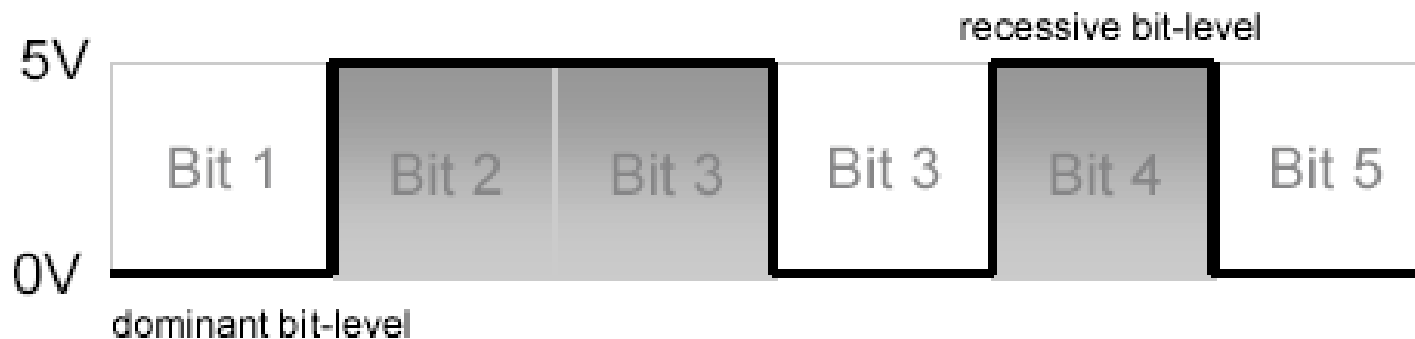 recessive bit-level
5V
Bit 1 Bit 2 Bit 3 Bit 3 Bit 4 Bit 5
0V
dominant bit-level